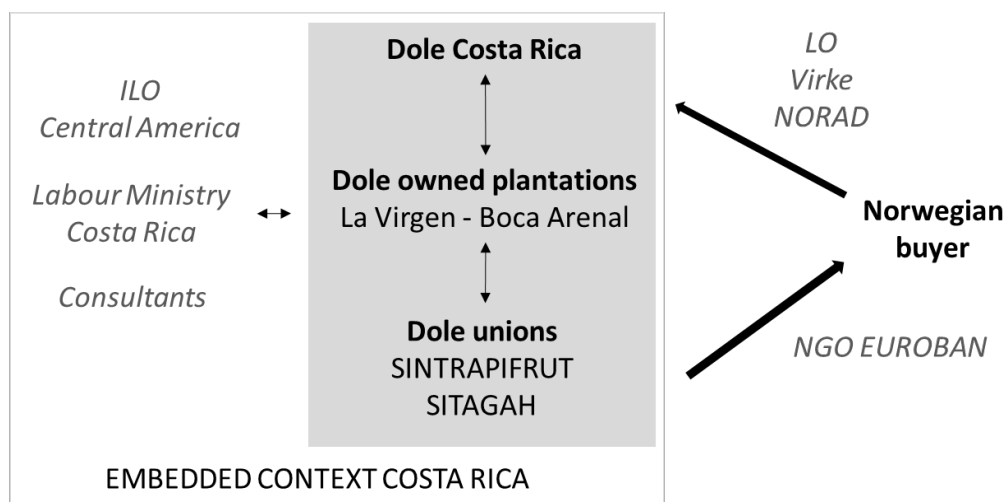 ILO
Central America
Labour Ministry
Costa Rica
Consultants
Dole Costa Rica
Dole owned plantations
La Virgen - Boca Arenal
Dole unions
SINTRAPIFRUT
SITAGAH
EMBEDDED CONTEXT COSTA RICA
LO
Virke
NORAD
Norwegian
buyer
NGO EUROBAN